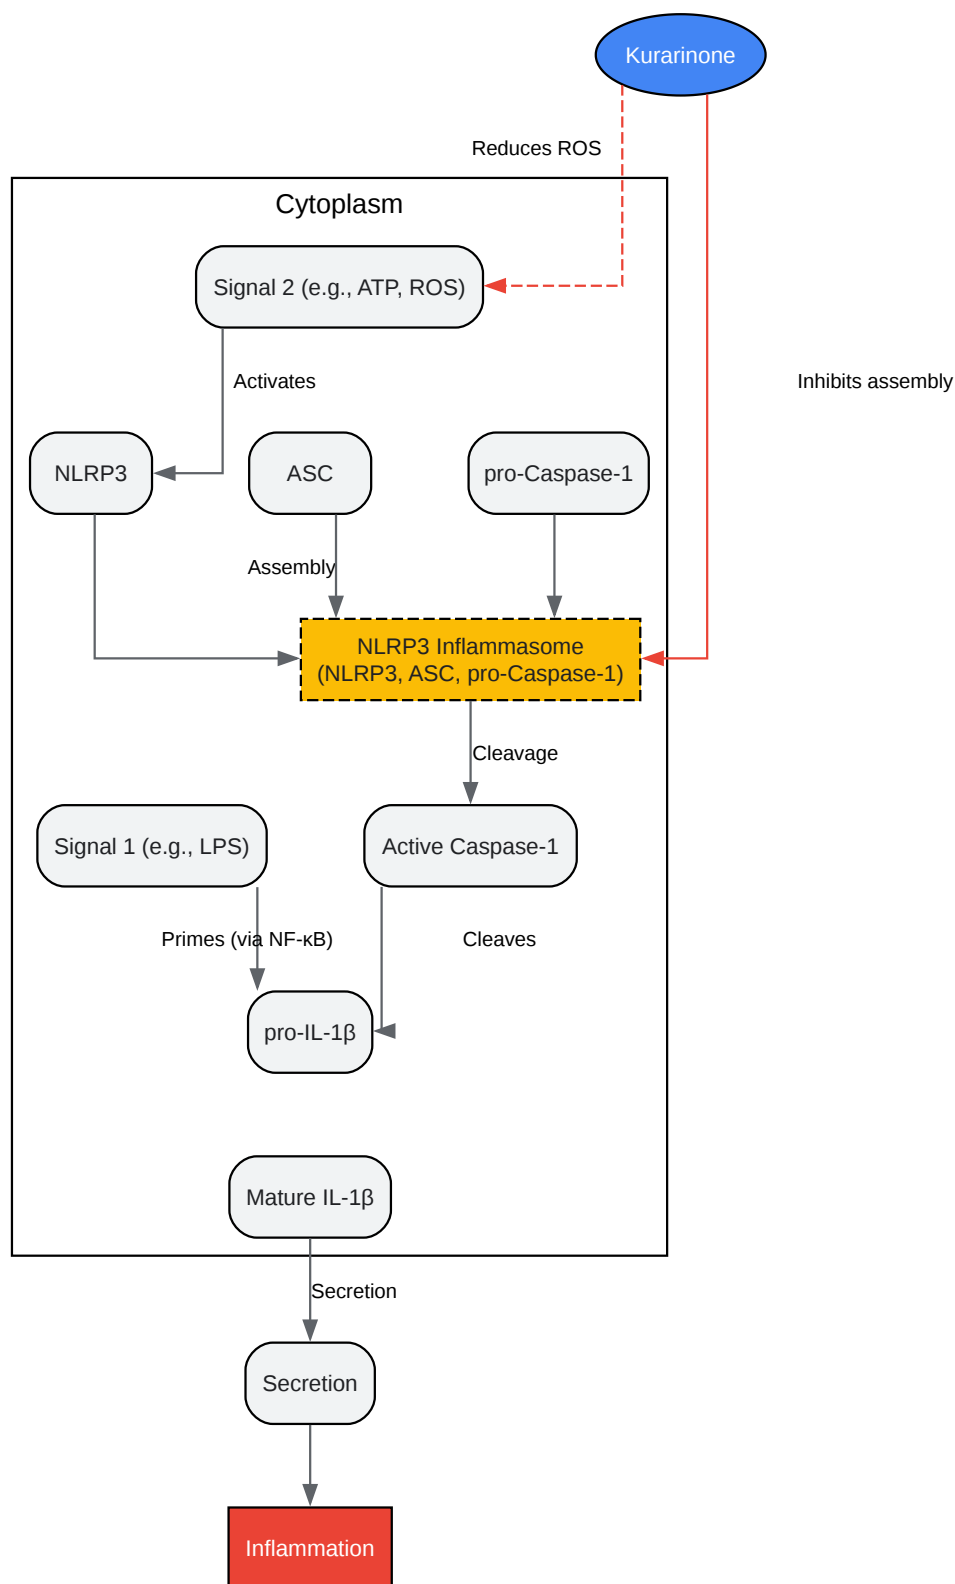 Kurarinone
Reduces ROS
Cytoplasm
Signal 2 (e.g., ATP, ROS)
Activates
Inhibits assembly
NLRP3
ASC
pro-Caspase-1
Assembly
NLRP3 Inflammasome
(NLRP3, ASC, pro-Caspase-1)
Cleavage
Signal 1 (e.g., LPS)
Active Caspase-1
Primes (via NF-κB)
Cleaves
pro-IL-1β
Mature IL-1β
Secretion
Secretion
Inflammation